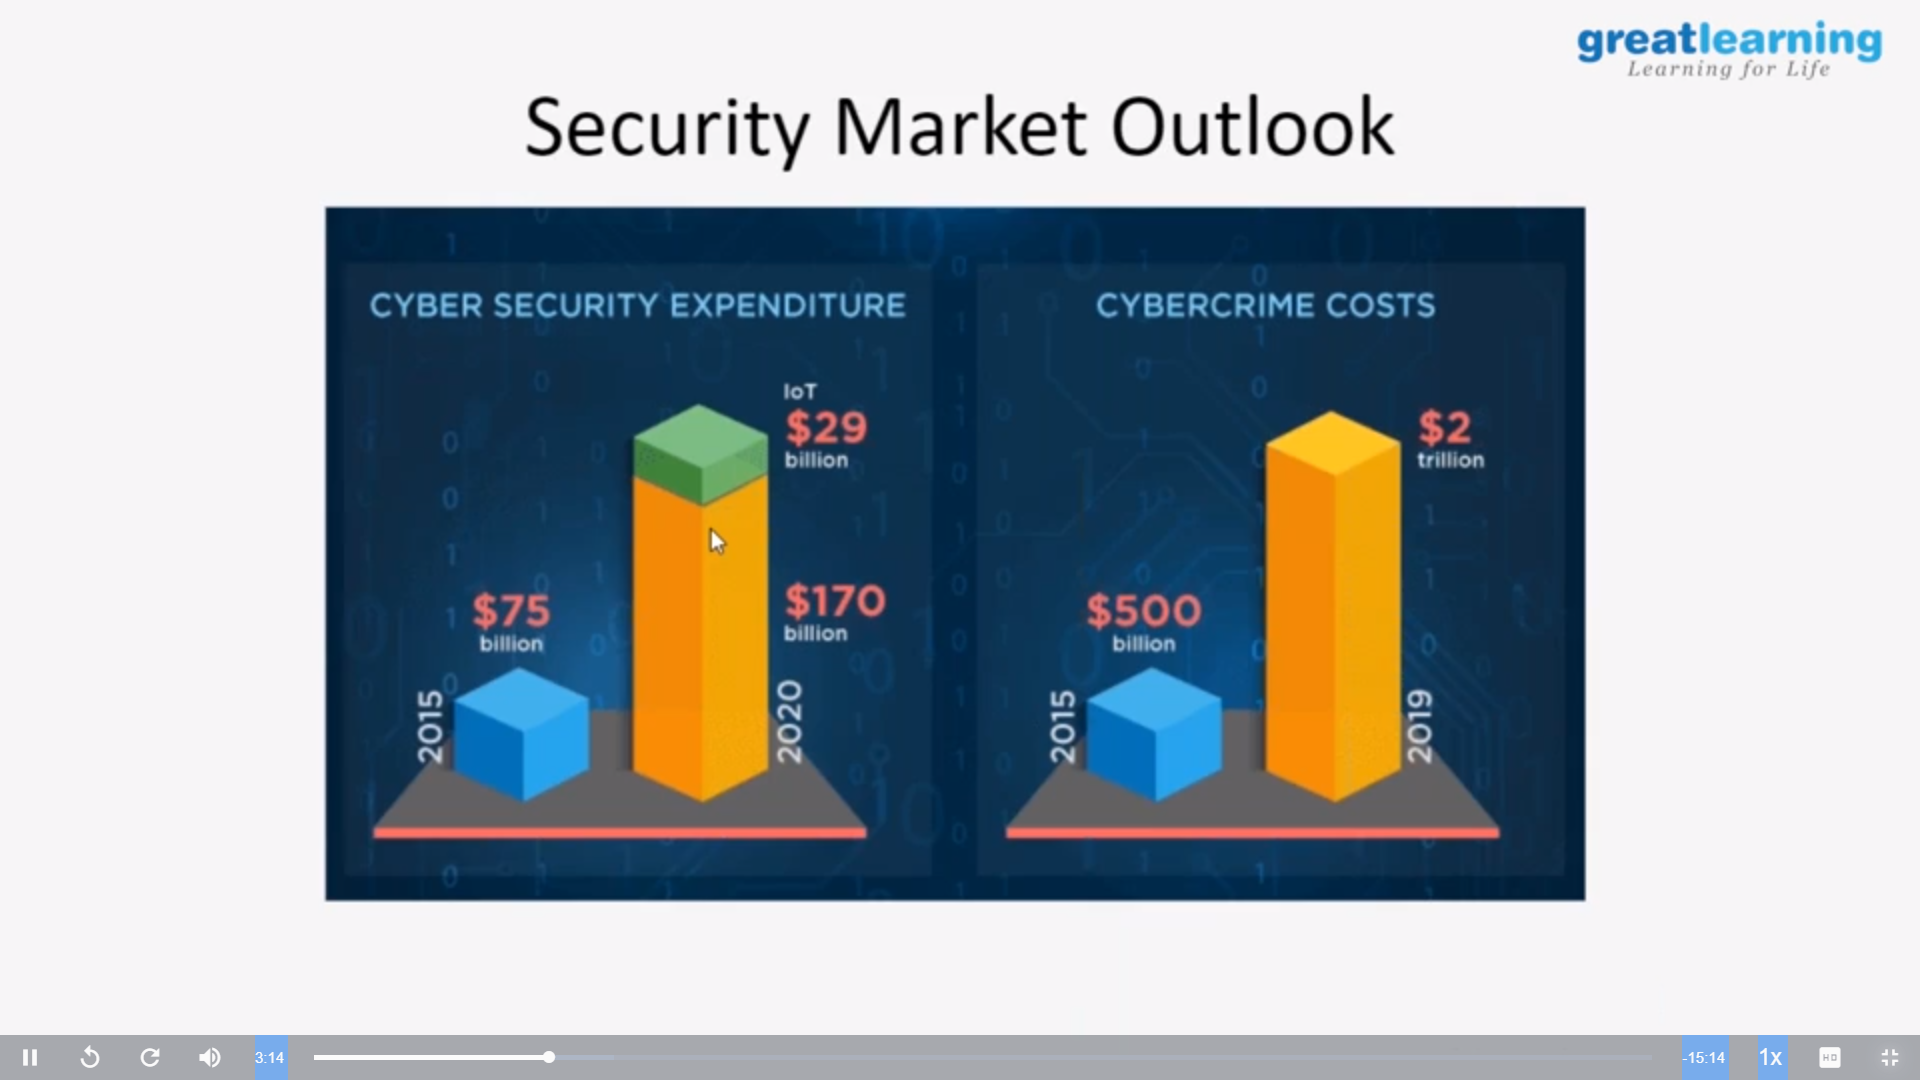 greatlearning
Learning for Life
Security Market Outlook
CYBER SECURITY EXPENDITURE
IoT
$29
billion
$75
billion
$170
billion
2015
2020
CYBERCRIME COSTS
$2
trillion
$500
billion
2015
2019
3:14
-15:14
1x
HD